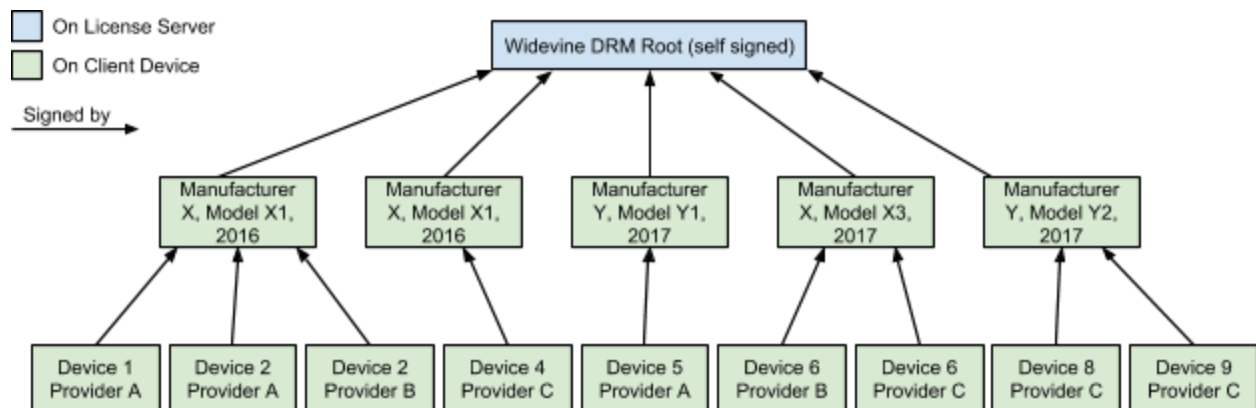 On License Server
On Client Device
Signed by
Widevine DRM Root (self signed)
Manufacturer
X, Model X1,
2016
Manufacturer
X, Model X1,
2016
Manufacturer
Y, Model Y1,
2017
Manufacturer
X, Model X3,
2017
Manufacturer
Y, Model Y2,
2017
Device 1
Provider A
Device 2
Provider A
Device 2
Provider B
Device 4
Provider C
Device 5
Provider A
Device 6
Provider B
Device 6
Provider C
Device 8
Provider C
Device 9
Provider C